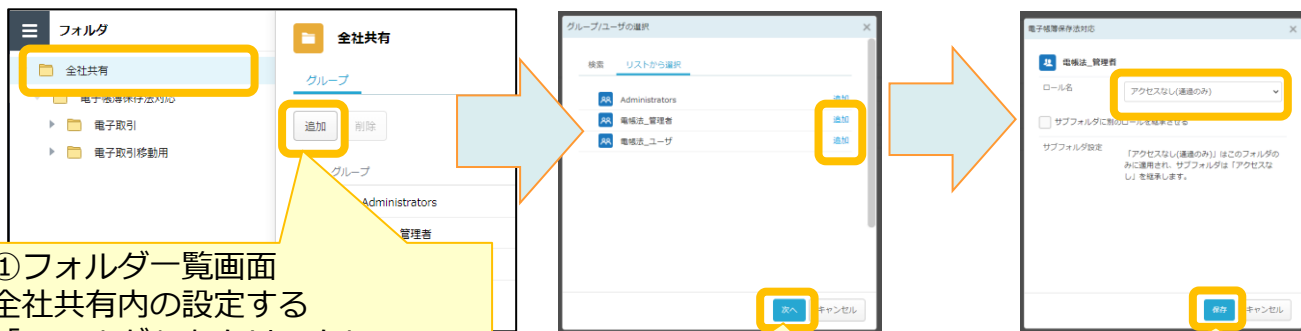 フォルダ
全社共有
電子帳簿保存法対応
電子取引
電子取引移動用
全社共有
グループ
追加
削除
グループ
Administrators
管理者
①フォルダ一覧画面
全社共有内の設定する
グループ/ユーザの選択
×
検索
リストから選択
Administrators
追加
電帳法_管理者
追加
電帳法_ユーザ
追加
次へ
キャンセル
電子帳簿保存法対応
×
電帳法_管理者
ロール名
アクセスなし(通過のみ)
サブフォルダに別のロールを継承させる
サブフォルダ設定
「アクセスなし(通過のみ)」はこのフォルダの
みに適用され、サブフォルダは「アクセスな
し」を継承します。
保存
キャンセル